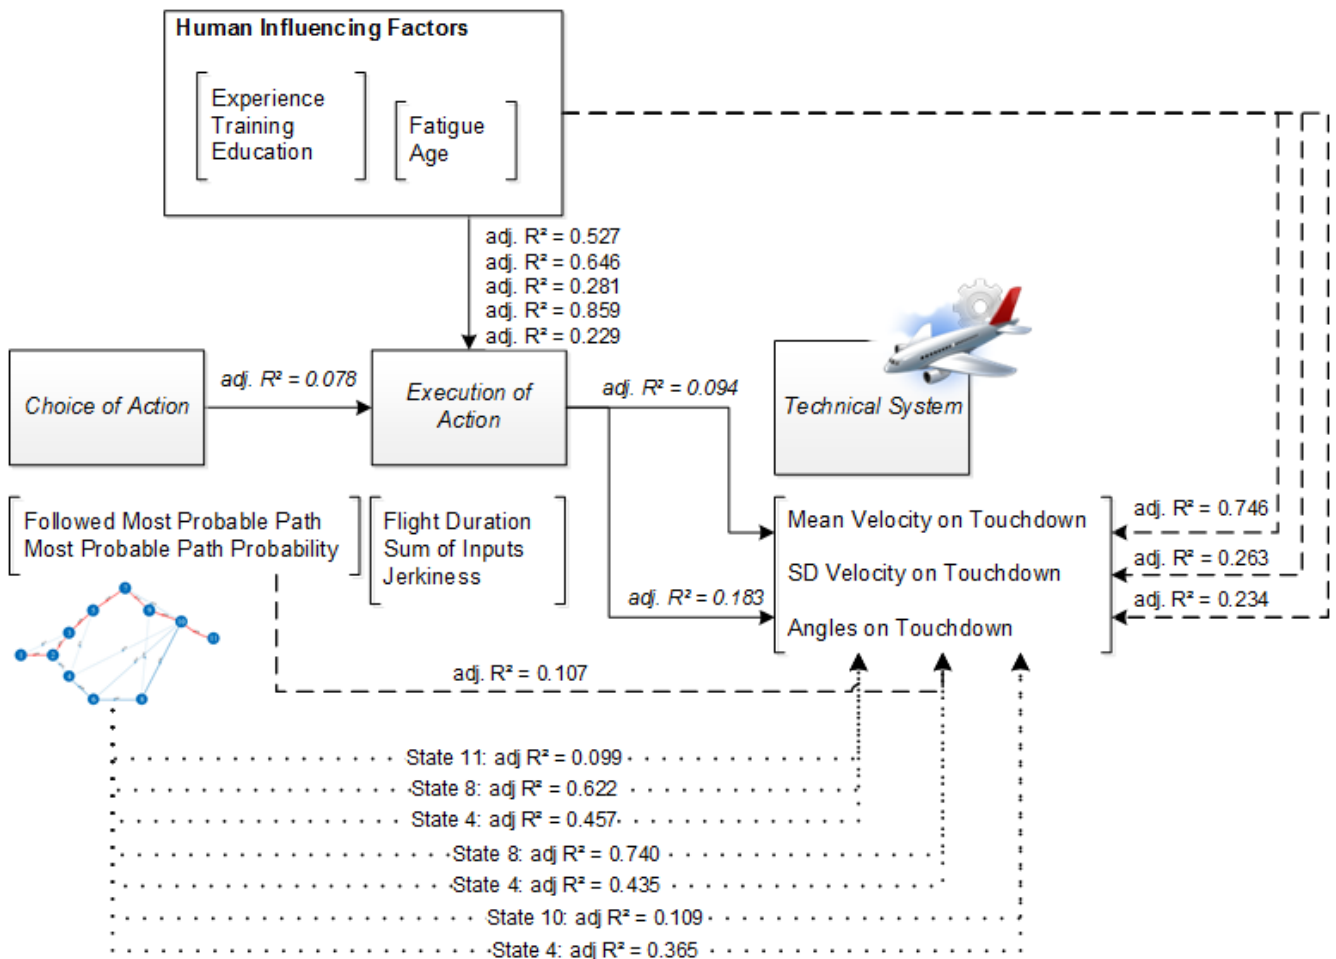 Human Influencing Factors
Experience
Training
Education
Fatigue
Age
adj. R² = 0.527
adj. R² = 0.646
adj. R² = 0.281
adj. R² = 0.859
adj. R² = 0.229
Choice of Action
adj. R² = 0.078
Execution of
Action
adj. R² = 0.094
Technical System
Followed Most Probable Path
Most Probable Path Probability
Flight Duration
Sum of Inputs
Jerkiness
adj. R² = 0.183
Mean Velocity on Touchdown
SD Velocity on Touchdown
Angles on Touchdown
adj. R² = 0.746
adj. R² = 0.263
adj. R² = 0.234
adj. R² = 0.107
State 11: adj R² = 0.099
State 8: adj R² = 0.622
State 4: adj R² = 0.457
State 8: adj R² = 0.740
State 4: adj R² = 0.435
State 10: adj R² = 0.109
State 4: adj R² = 0.365